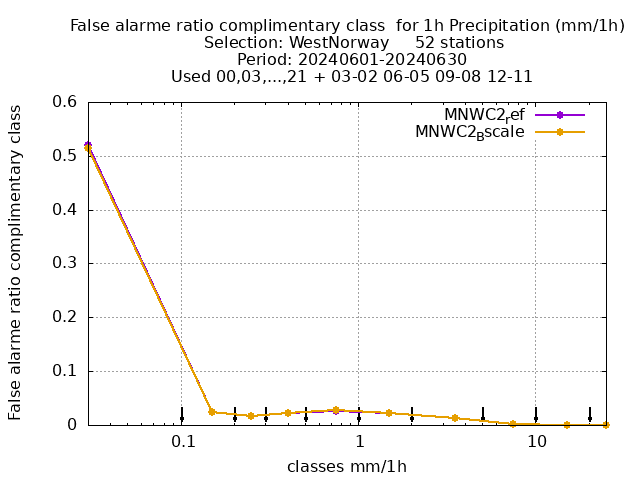 False alarme ratio complimentary class  for 1h Precipitation (mm/1h)
Selection: WestNorway     52 stations
Period: 20240601-20240630
Used 00,03,...,21 + 03-02 06-05 09-08 12-11
MNWC2ref
MNWC2Bscale
False alarme ratio complimentary class
0.6
0.5
0.4
0.3
0.2
0.1
0
0.1
1
10
classes mm/1h